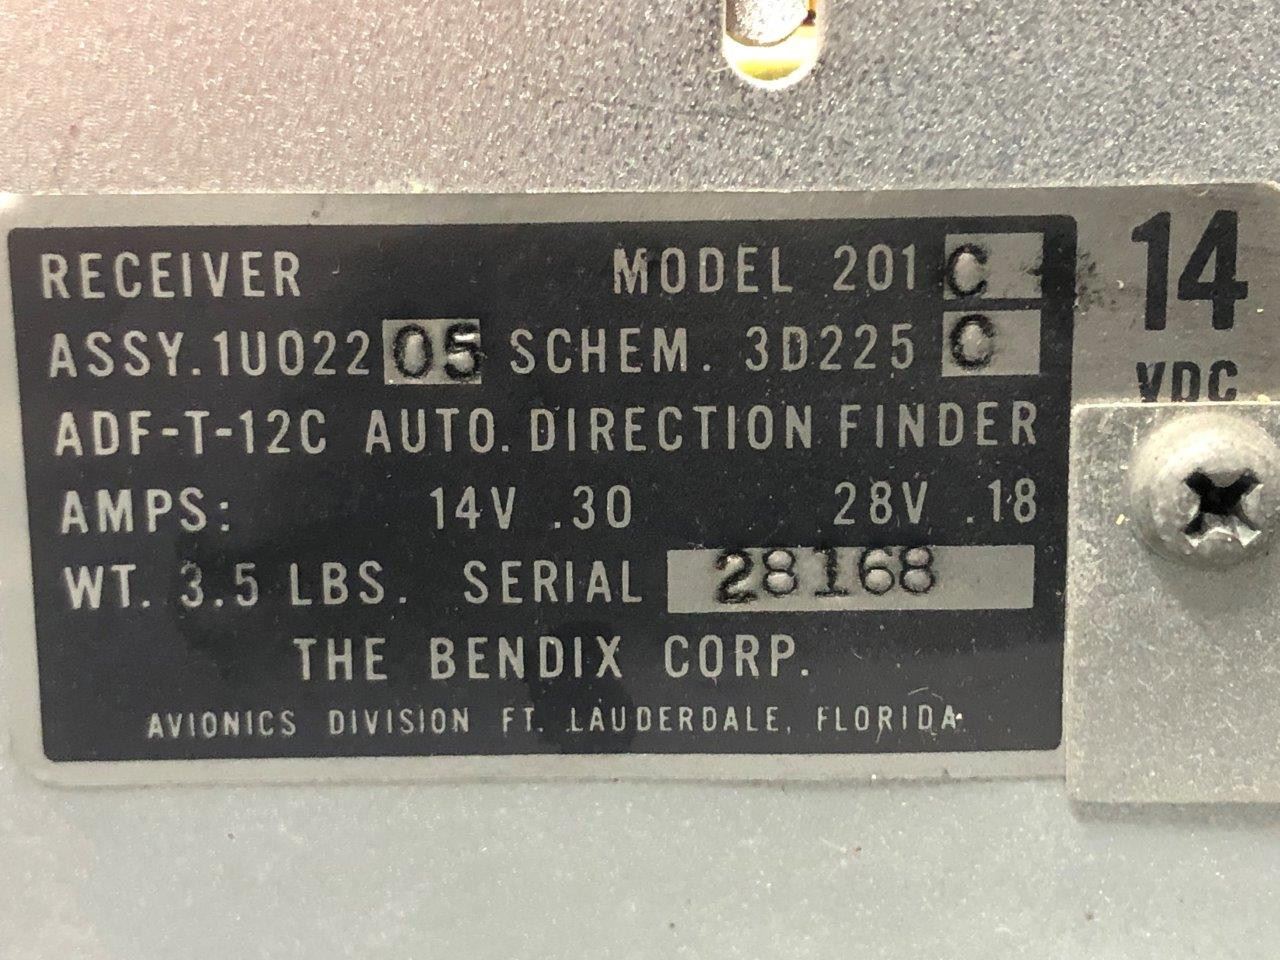 RECEIVER MODEL 201 C
ASSY. 1U022 05 SCHEM. 3D225 C
ADF-T-12C AUTO. DIRECTION FINDER
AMPS: 14V .30 28V .18
WT. 3.5 LBS. SERIAL 28168
THE BENDIX CORP.
AVIONICS DIVISION FT. LAUDERDALE, FLORIDA
14
VDC